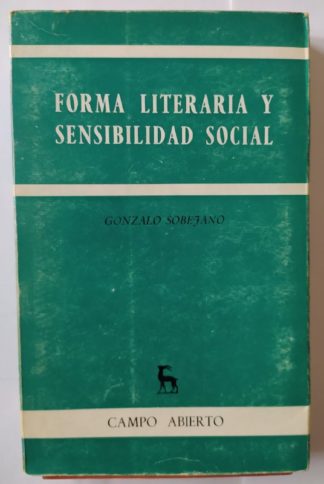 FORMA LITERARIA Y
SENSIBILIDAD SOCIAL
GONZALO SOBEJANO
CAMPO ABIERTO